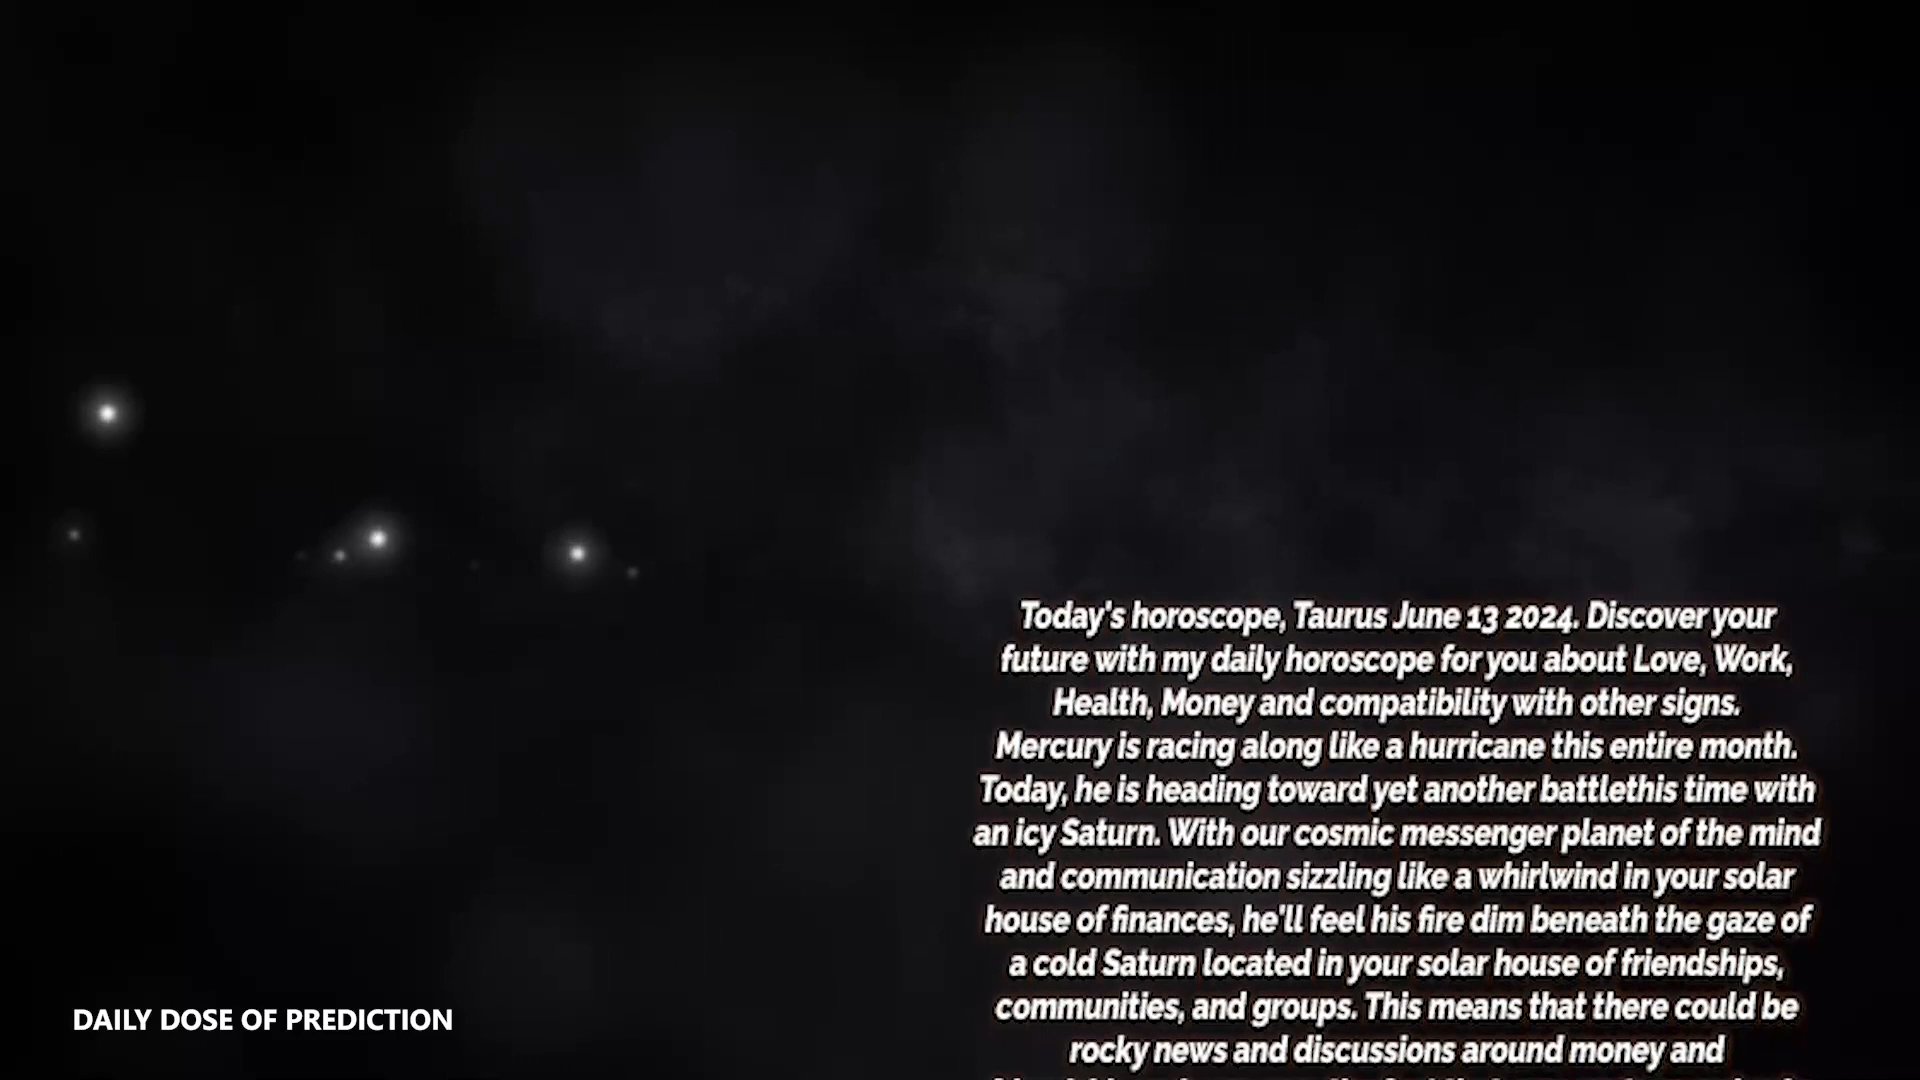 Today's horoscope, Taurus June 13 2024. Discover your
future with my daily horoscope for you about Love, Work,
Health, Money and compatibility with other signs.
Mercury is racing along like a hurricane this entire month.
Today, he is heading toward yet another battlethis time with
an icy Saturn. With our cosmic messenger planet of the mind
and communication sizzling like a whirlwind in your solar
house of finances, he'll feel his fire dim beneath the gaze of
a cold Saturn located in your solar house of friendships,
communities, and groups. This means that there could be
rocky news and discussions around money and
DAILY DOSE OF PREDICTION